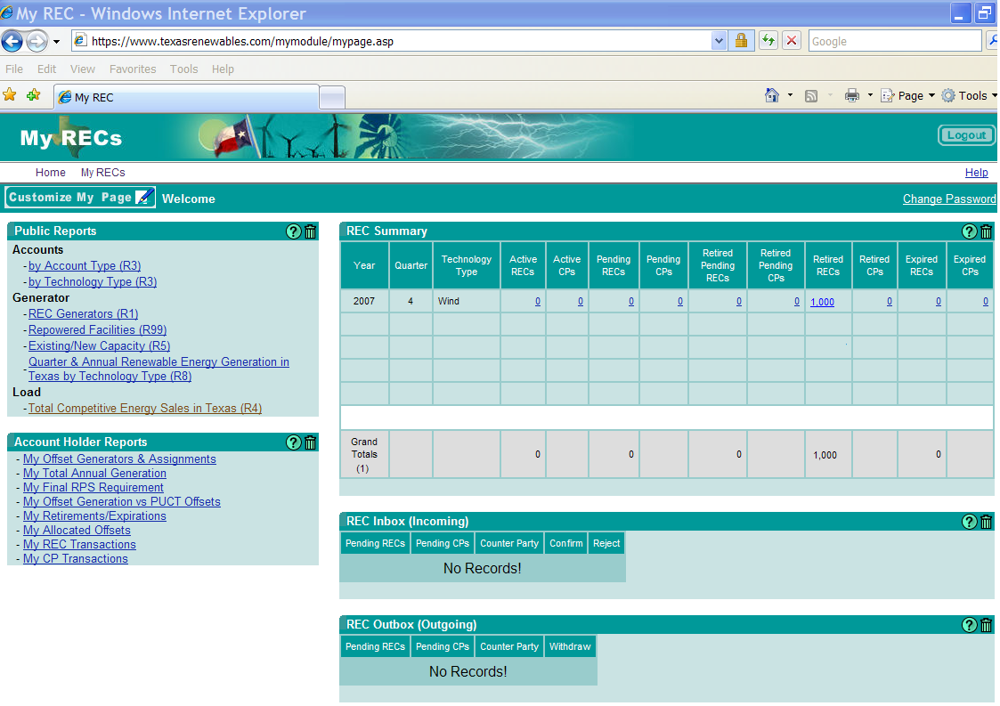 My REC - Windows Internet Explorer
https://www.texasrenewables.com/mymodule/mypage.asp
Google
File Edit View Favorites Tools Help
My REC
Page Tools
My RECs
Logout
Home My RECs
Help
Customize My Page
Welcome
Change Password
Public Reports
?
Accounts
-by Account Type (R3)
-by Technology Type (R3)
Generator
-REC Generators (R1)
-Repowered Facilities (R99)
-Existing/New Capacity (R5)
-Quarter & Annual Renewable Energy Generation in
Texas by Technology Type (R8)
Load
-Total Competitive Energy Sales in Texas (R4)
Account Holder Reports
?
- My Offset Generators & Assignments
- My Total Annual Generation
- My Final RPS Requirement
- My Offset Generation vs PUCT Offsets
- My Retirements/Expirations
- My Allocated Offsets
- My REC Transactions
- My CP Transactions
REC Summary
?
Year Quarter Technology Type Active RECs Active CPs Pending RECs Pending CPs Retired Pending RECs Retired Pending CPs Retired RECs Retired CPs Expired RECs Expired CPs
2007 4 Wind 0 0 0 0 0 0 1,000 0 0 0
Grand Totals (1) 0 0 0 1,000 0
REC Inbox (Incoming)
?
Pending RECs Pending CPs Counter Party Confirm Reject
No Records!
REC Outbox (Outgoing)
?
Pending RECs Pending CPs Counter Party Withdraw
No Records!